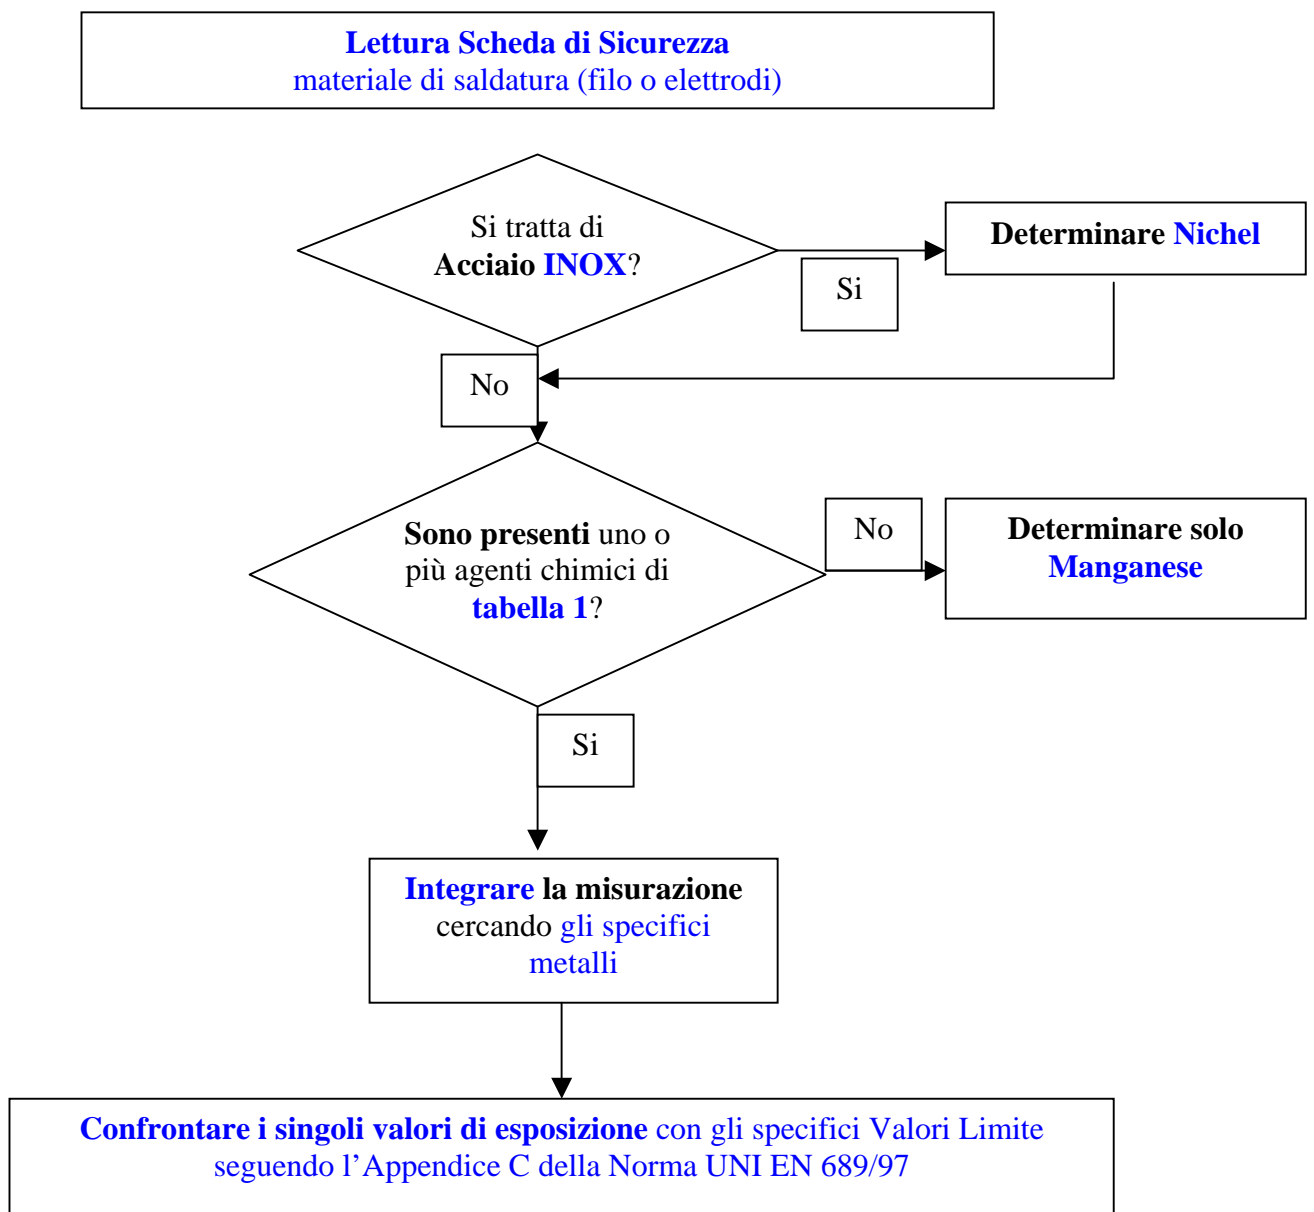 Lettura Scheda di Sicurezza
materiale di saldatura (filo o elettrodi)
Si tratta di
Acciaio INOX?
Si
Determinare Nichel
No
Sono presenti uno o
più agenti chimici di
tabella 1?
No
Determinare solo
Manganese
Si
Integrare la misurazione
cercando gli specifici
metalli
Confrontare i singoli valori di esposizione con gli specifici Valori Limite
seguendo l’Appendice C della Norma UNI EN 689/97